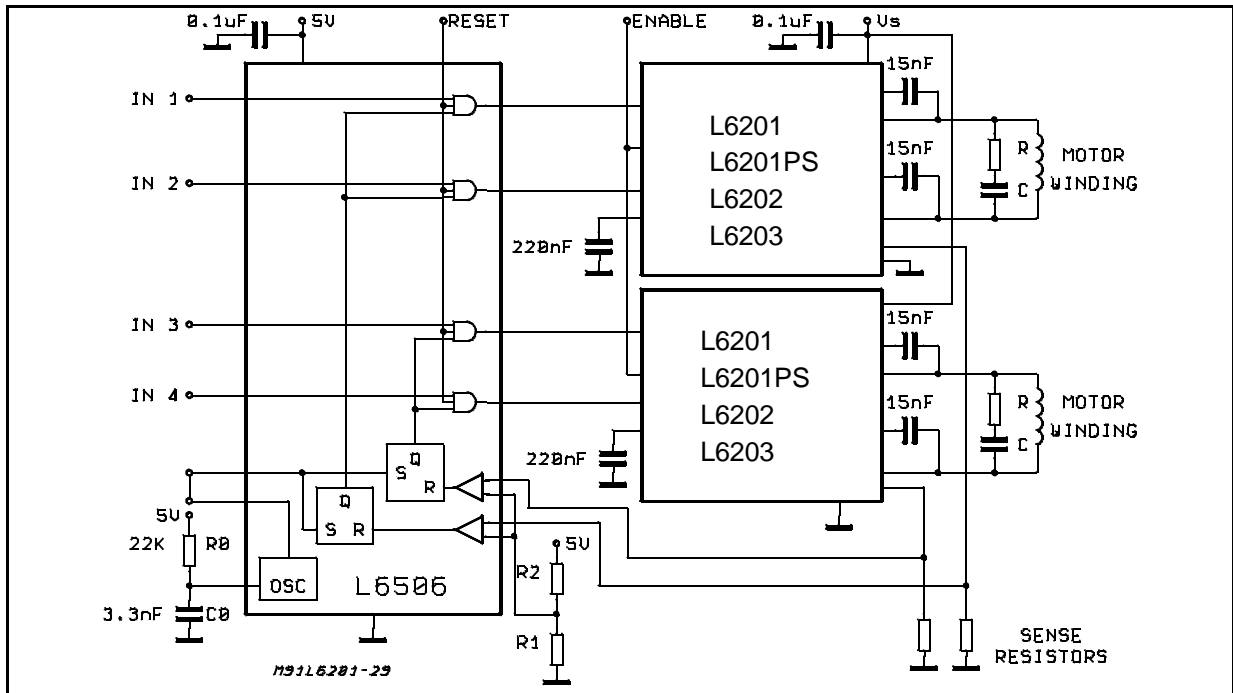 0.1uF
5V
RESET
ENABLE
0.1uF
Vs
15nF
IN 1
L6201
L6201PS
L6202
L6203
R
C
MOTOR
WINDING
15nF
IN 2
220nF
15nF
IN 3
L6201
L6201PS
L6202
L6203
R
C
MOTOR
WINDING
IN 4
15nF
220nF
Q
S
R
Q
S
R
5V
22K
R0
OSC
L6506
5V
R2
3.3nF
C0
R1
SENSE
RESISTORS
M91L6201-29